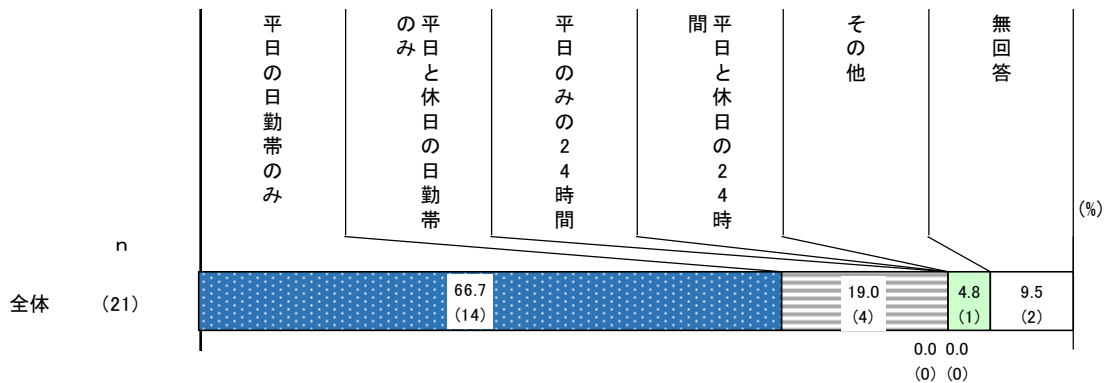 平日の日勤帯のみ
平日と休日の日勤帯
のみ
平日のみの24時間
平日と休日の24時
間
その他
無回答
(%)
n
全体 (21)
66.7
(14)
19.0
(4)
4.8
(1)
9.5
(2)
0.0 0.0
(0) (0)